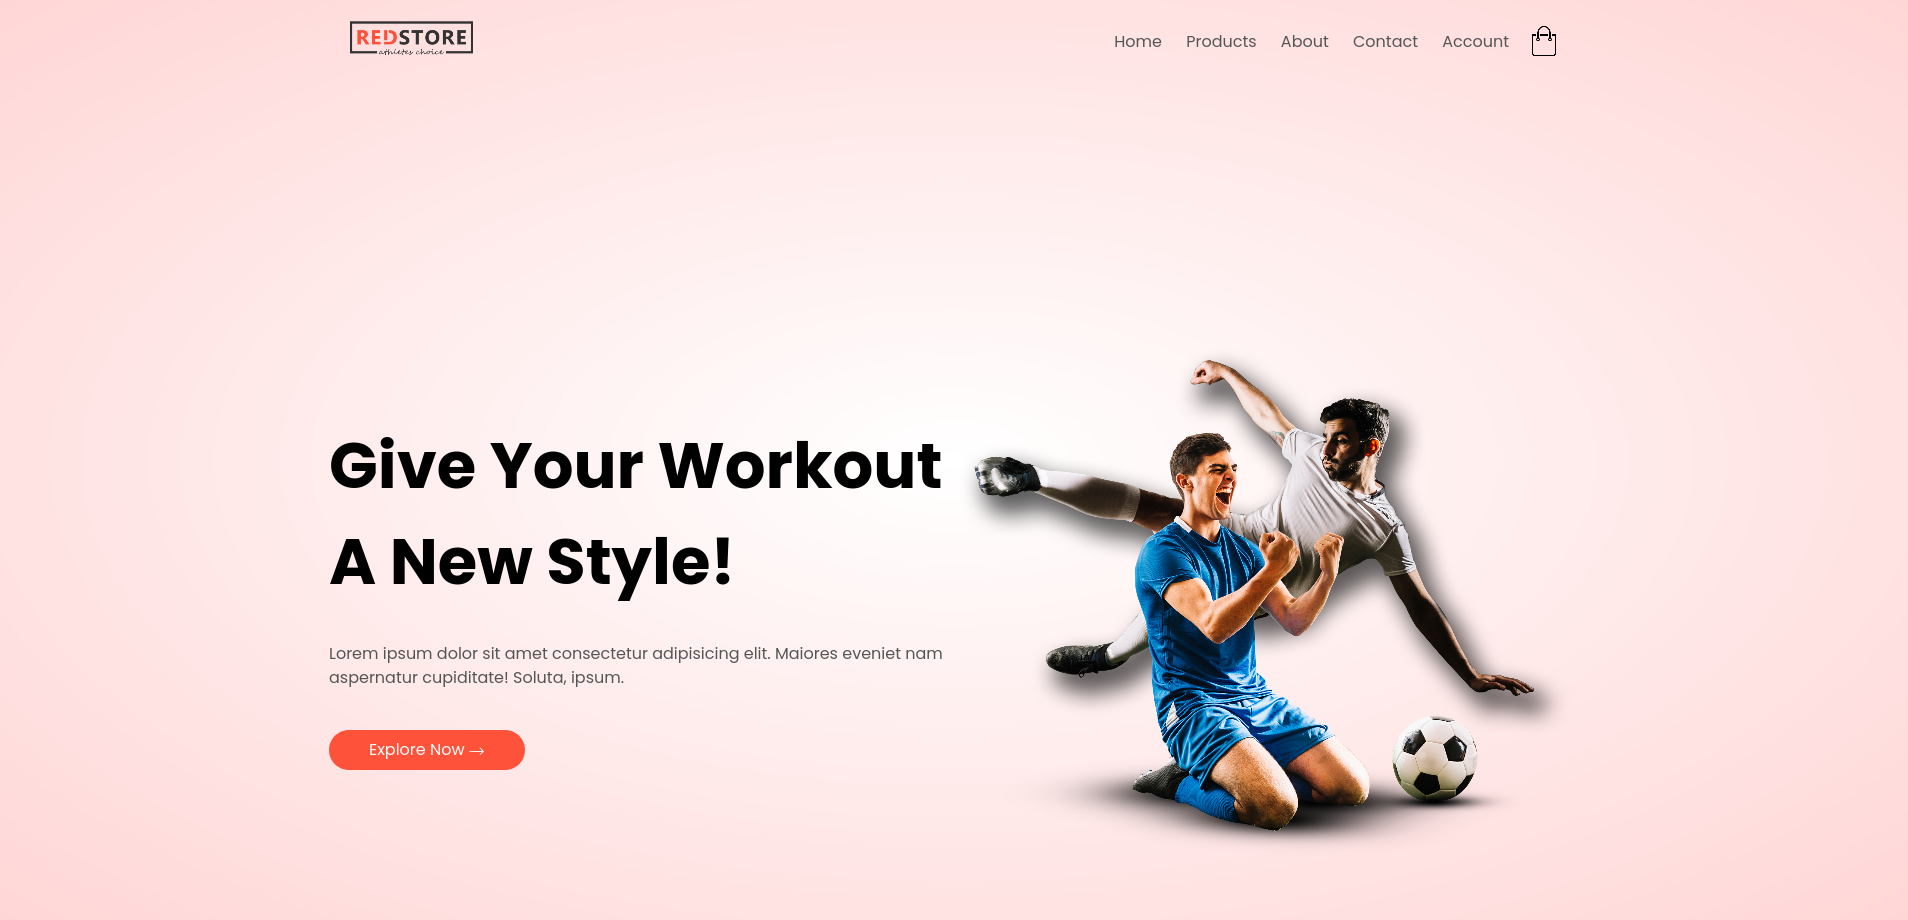 REDSTORE
athletes choice
Home Products About Contact Account
Give Your Workout
A New Style!
Lorem ipsum dolor sit amet consectetur adipisicing elit. Maiores eveniet nam
aspernatur cupiditate! Soluta, ipsum.
Explore Now →